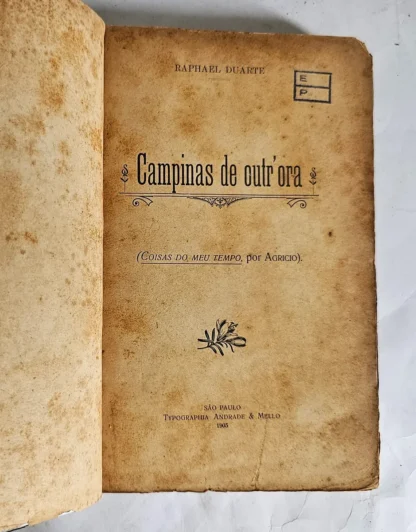 RAPHAEL DUARTE
E
P
Campinas de outr'ora
(COISAS DO MEU TEMPO, por AGRICIO).
SÃO PAULO
TYPOGRAPHIA ANDRADE & MELLO
1905